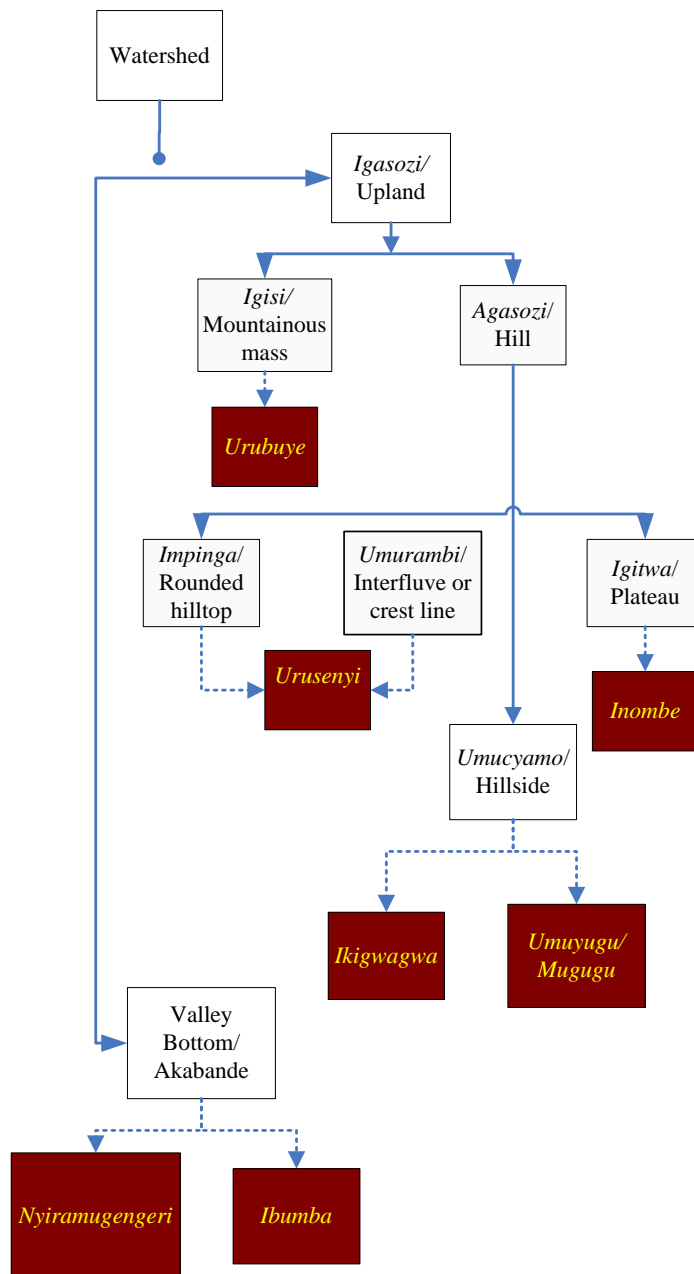 Watershed
Igasozi/
Upland
Igisi/
Mountainous
mass
Agasozi/
Hill
Urubuye
Impinga/
Rounded
hilltop
Umurambi/
Interfluve or
crest line
Igitwa/
Plateau
Urusenyi
Inombe
Umucyamo/
Hillside
Ikigwagwa
Umuyugu/
Mugugu
Valley
Bottom/
Akabande
Nyiramugengeri
Ibumba